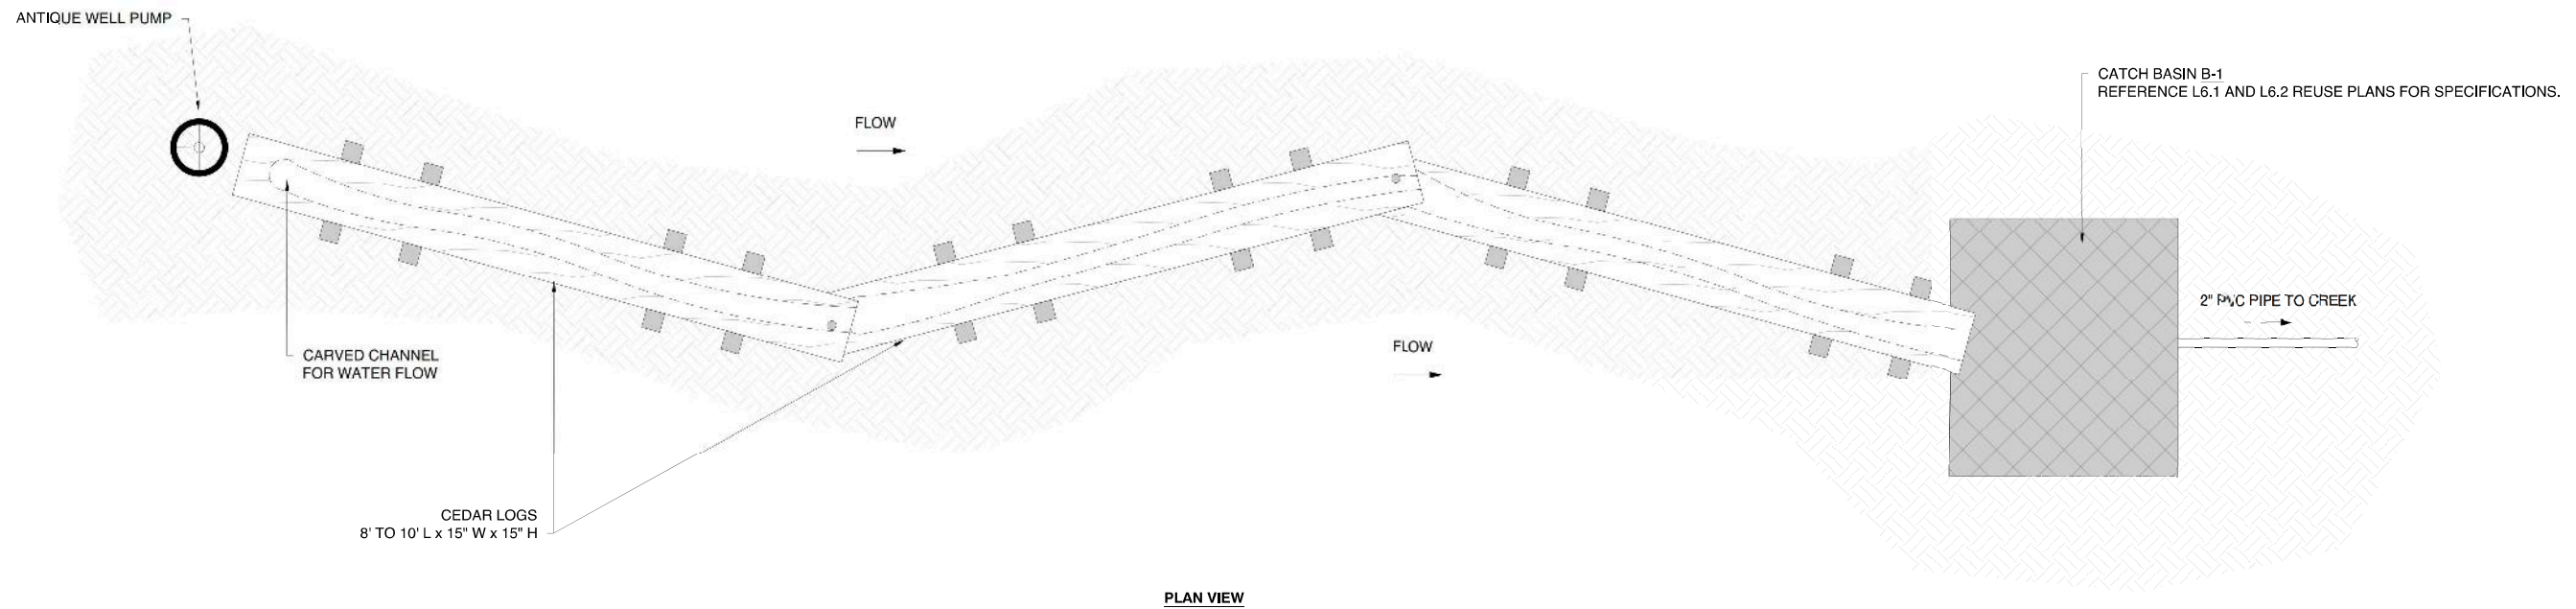 ANTIQUE WELL PUMP
CATCH BASIN B-1
REFERENCE L6.1 AND L6.2 REUSE PLANS FOR SPECIFICATIONS.
FLOW
2" PVC PIPE TO CREEK
FLOW
CARVED CHANNEL
FOR WATER FLOW
CEDAR LOGS
8' TO 10' L x 15" W x 15" H
PLAN VIEW